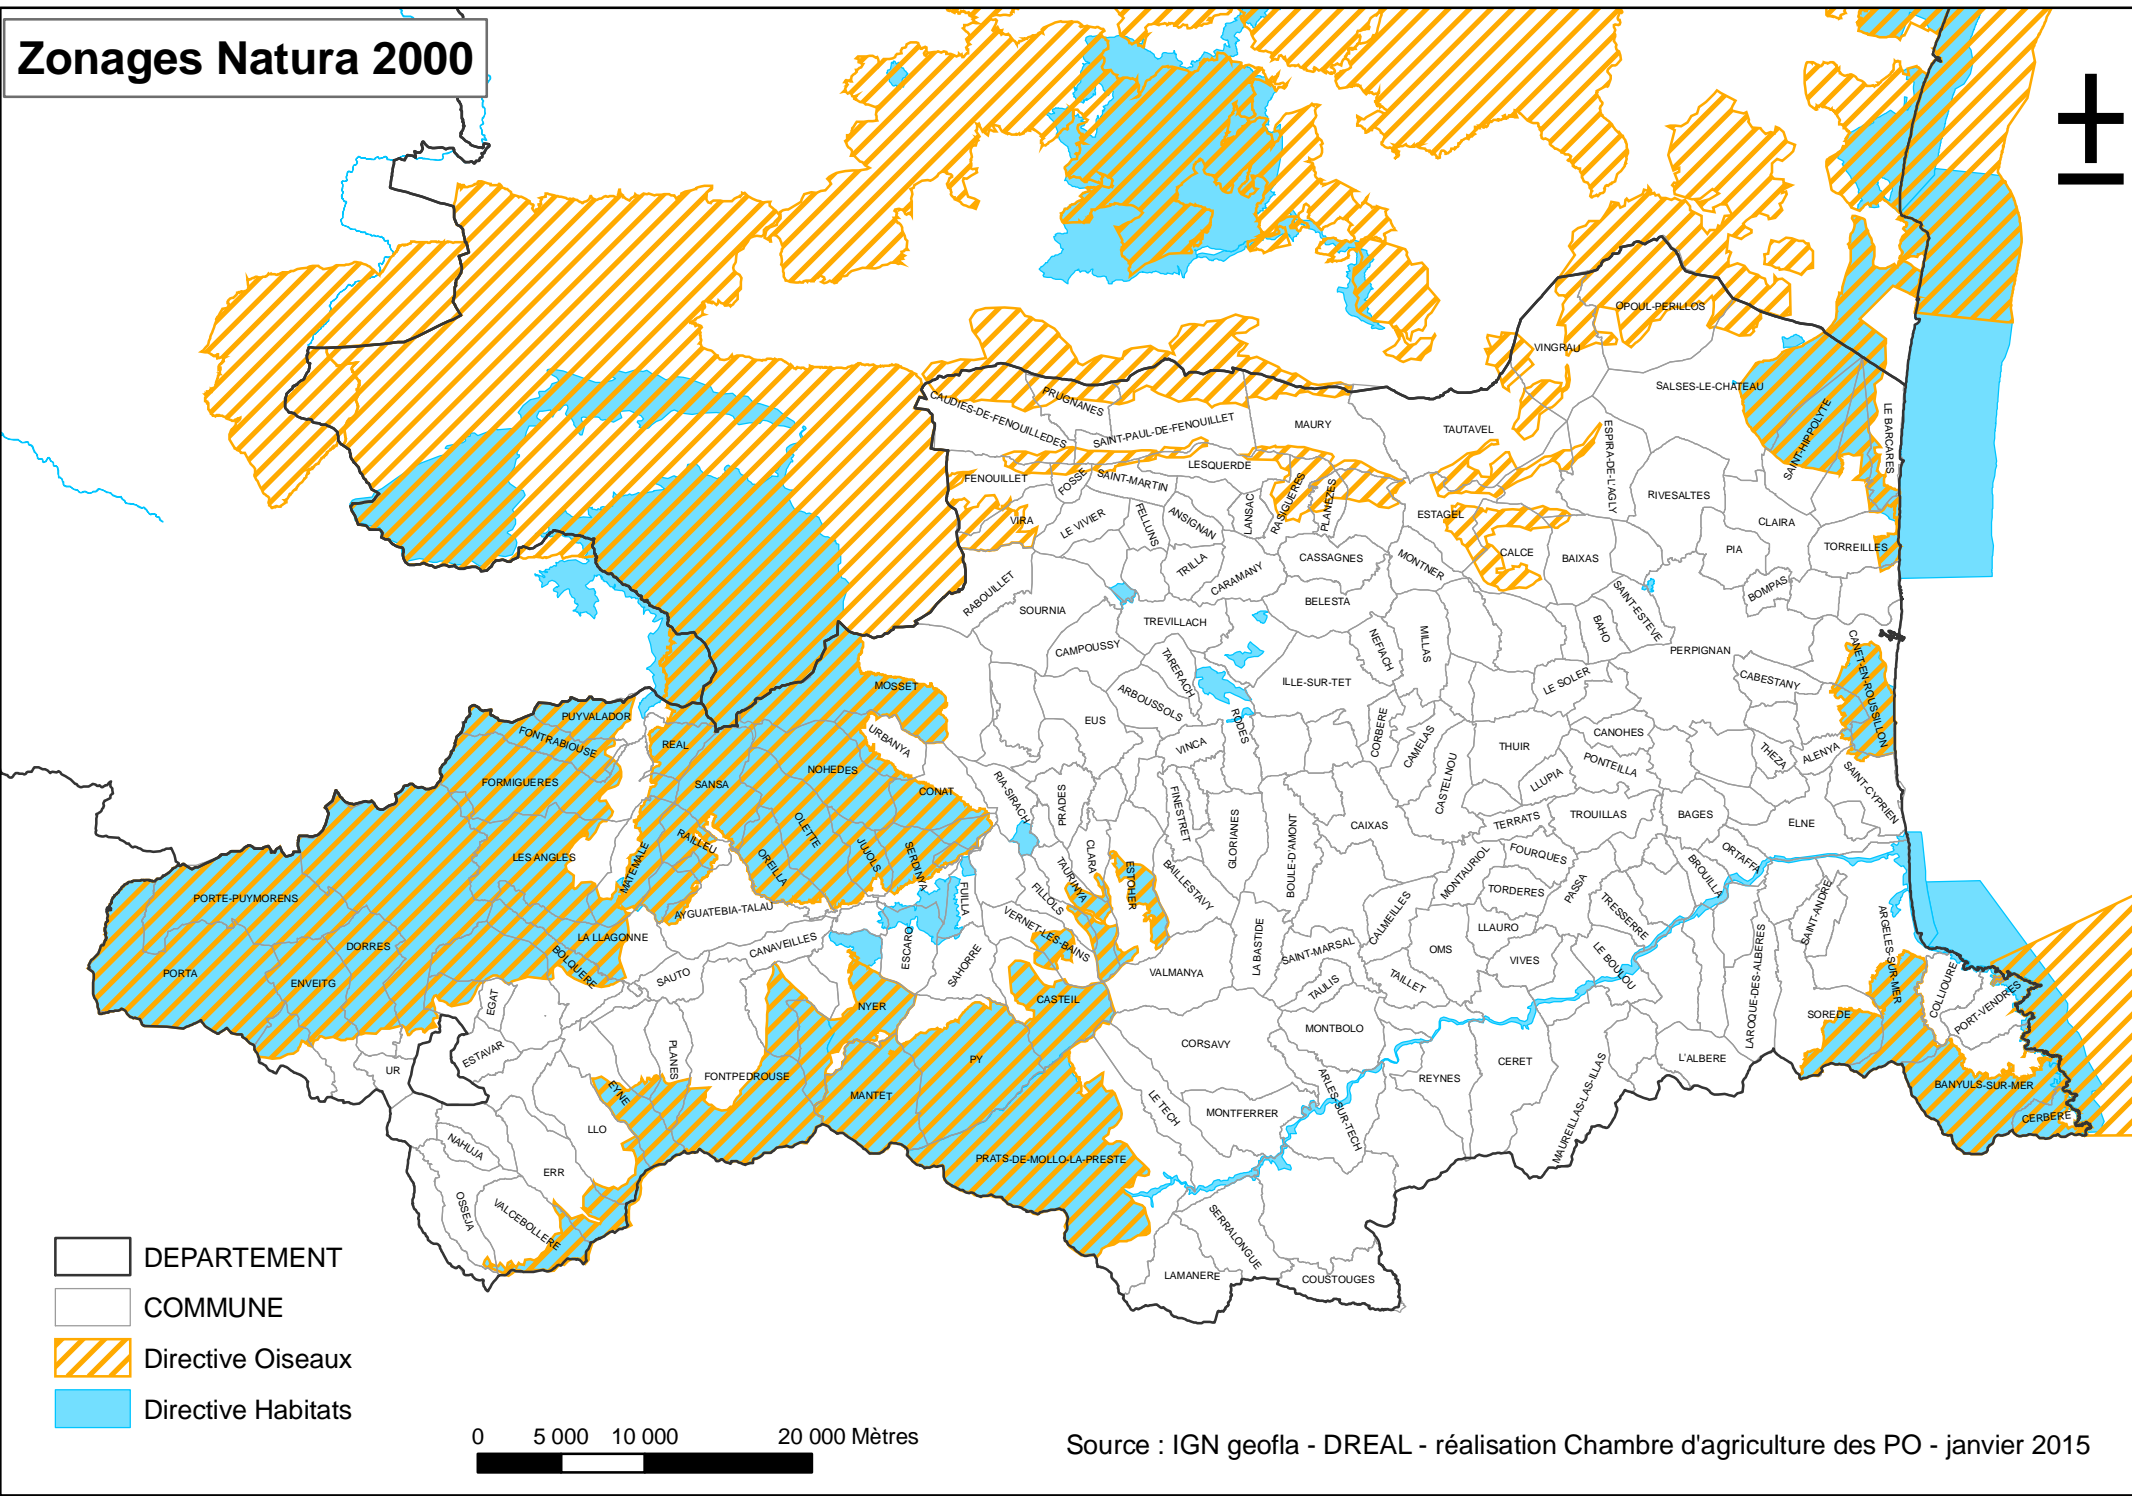 Zonages Natura 2000
OPOUL-PERILLOS
VINGRAU
SALSES-LE-CHATEAU
PRUGNANES
CAUDIES-DE-FENOUILLEDES
SAINT-PAUL-DE-FENOUILLET
MAURY
TAUTAVEL
ESPIRA-DE-L'AGLY
SAINT-HIPPOLYTE
LE BARCARES
LESQUERDE
FENOUILLET
FOSSE
SAINT-MARTIN
LANSAC
RASIGUERES
PLANEZES
RIVESALTES
VIRA
LE VIVIER
FELLUNS
ANSIGNAN
ESTAGEL
CLAIRA
TORREILLES
PIA
CALCE
BAIXAS
CASSAGNES
MONTNER
TRILLA
CARAMANY
RABOUILLET
SOURNIA
BELESTA
BOMPAS
SAINT-ESTEVE
BAHO
TREVILLACH
CAMPOUSSY
TARERACH
NEFIACH
MILLAS
PERPIGNAN
CANET-EN-ROUSSILLON
CABESTANY
LE SOLER
ILLE-SUR-TET
MOSSET
ARBOUSSOLS
EUS
RODES
VINCA
CORBERE
CAMELAS
CASTELNOU
THUIR
CANOHES
PONTEILLA
LLUPIA
THEZA
ALENYA
SAINT-CYPRIEN
PUYVALADOR
FONTRABIOUSE
REAL
URBANYA
FORMIGUERES
SANSA
NOHEDES
CONAT
RIA-SIRACH
PRADES
FINESTRET
GLORIANES
BOULE-D'AMONT
CAIXAS
TERRATS
TROUILLAS
BAGES
ELNE
LES ANGLES
MATEMALE
RAILLEU
OREILLA
OLETTE
JUJOLS
SERDINYA
FUILLA
CLARA
TAURINYA
FILLOLS
ESTOHER
BAILLESTAVY
MONTAURIOL
FOURQUES
TORDERES
PASSA
BROUILLA
ORTAFFA
TRESSERRE
SAINT-ANDRE
ARGELES-SUR-MER
PORTE-PUYMORENS
AYGUATEBIA-TALAU
VERNET-LES-BAINS
LA BASTIDE
CALMEILLES
LLAURO
DORRES
LA LLAGONNE
BOLQUERE
CANAVEILLES
ESCARO
SAHORRE
SAINT-MARSAL
OMS
VIVES
LE BOULOU
LAROQUE-DES-ALBERES
COLLIOURE
PORT-VENDRES
PORTA
ENVEITG
SAUTO
VALMANYA
TAULIS
TAILLET
EGAT
NYER
CASTEIL
SOREDE
MONTBOLO
ESTAVAR
PLANES
PY
CORSAVY
UR
FONTPEDROUSE
CERET
L'ALBERE
REYNES
MAUREILLAS-LAS-ILLAS
BANYULS-SUR-MER
CERBERE
EYNE
MANTET
LE TECH
MONTFERRER
ARLES-SUR-TECH
LLO
NAHUJA
ERR
PRATS-DE-MOLLO-LA-PRESTE
OSSEJA
VALCEBOLLERE
SERRALONGUE
LAMANERE
COUSTOUGES
DEPARTEMENT
COMMUNE
Directive Oiseaux
Directive Habitats
0 5 000 10 000 20 000 Mètres
Source : IGN geofla - DREAL - réalisation Chambre d'agriculture des PO - janvier 2015